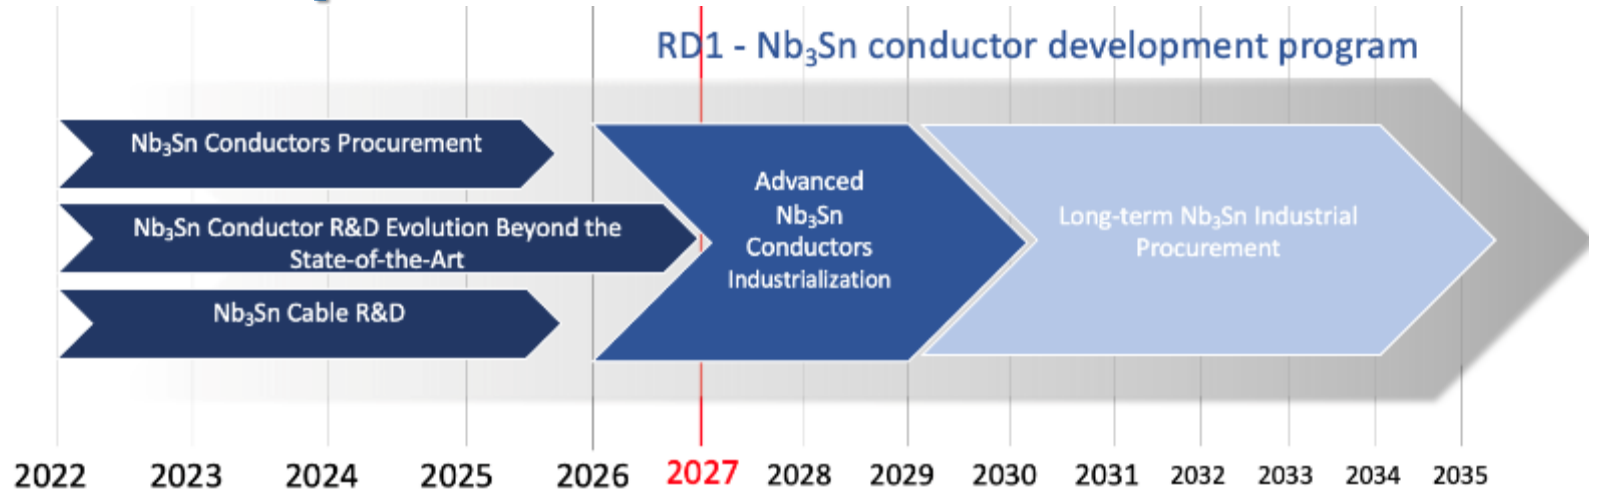 RD1 - Nb₃Sn conductor development program
Nb₃Sn Conductors Procurement
Nb₃Sn Conductor R&D Evolution Beyond the
State-of-the-Art
Nb₃Sn Cable R&D
Advanced
Nb₃Sn
Conductors
Industrialization
Long-term Nb₃Sn Industrial
Procurement
2022 2023 2024 2025 2026 2027 2028 2029 2030 2031 2032 2033 2034 2035